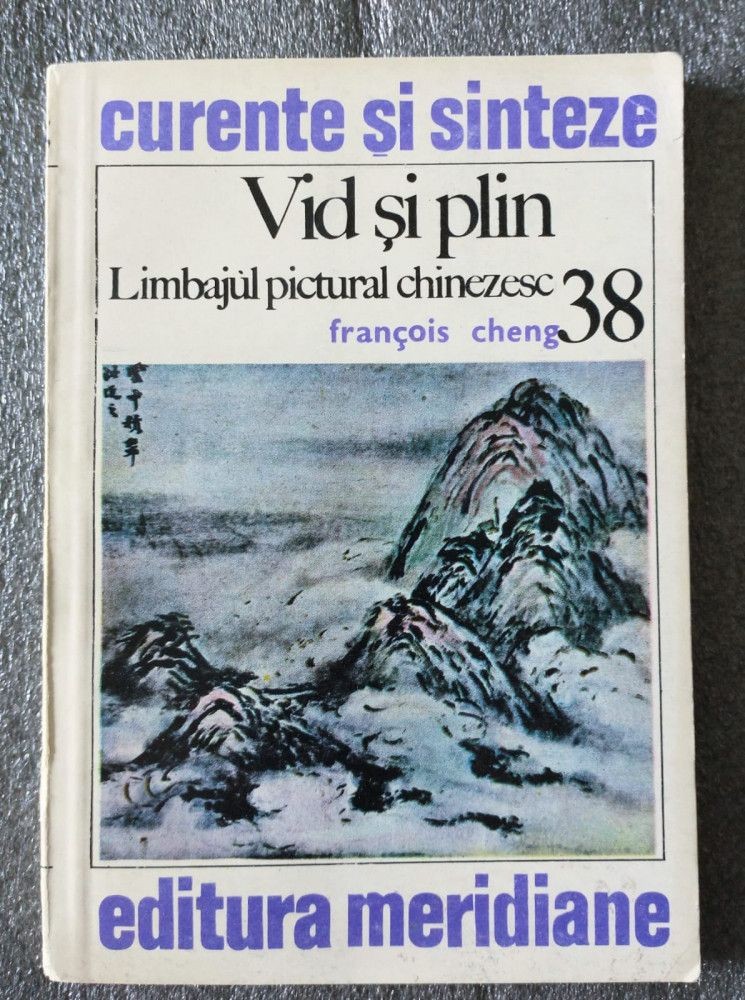 curente și sinteze
Vid și plin
Limbajul pictural chinezesc
38
françois cheng
editura meridiane